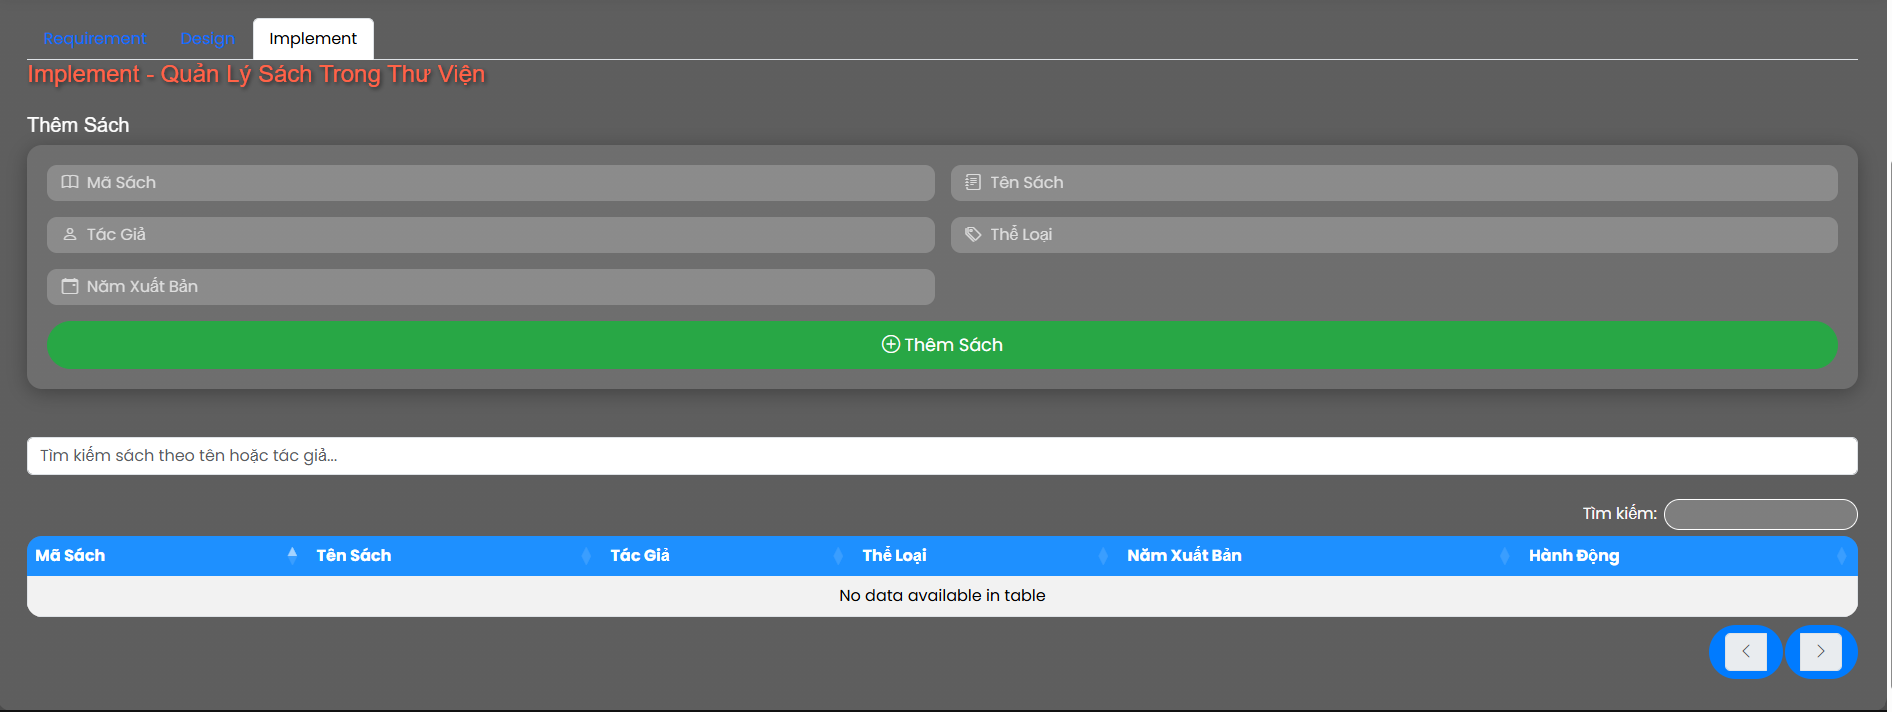 Requirement Design Implement
Implement - Quản Lý Sách Trong Thư Viện
Thêm Sách
Mã Sách Tên Sách
Tác Giả Thể Loại
Năm Xuất Bản
Thêm Sách
Tìm kiếm sách theo tên hoặc tác giả...
Tìm kiếm:
Mã Sách Tên Sách Tác Giả Thể Loại Năm Xuất Bản Hành Động
No data available in table